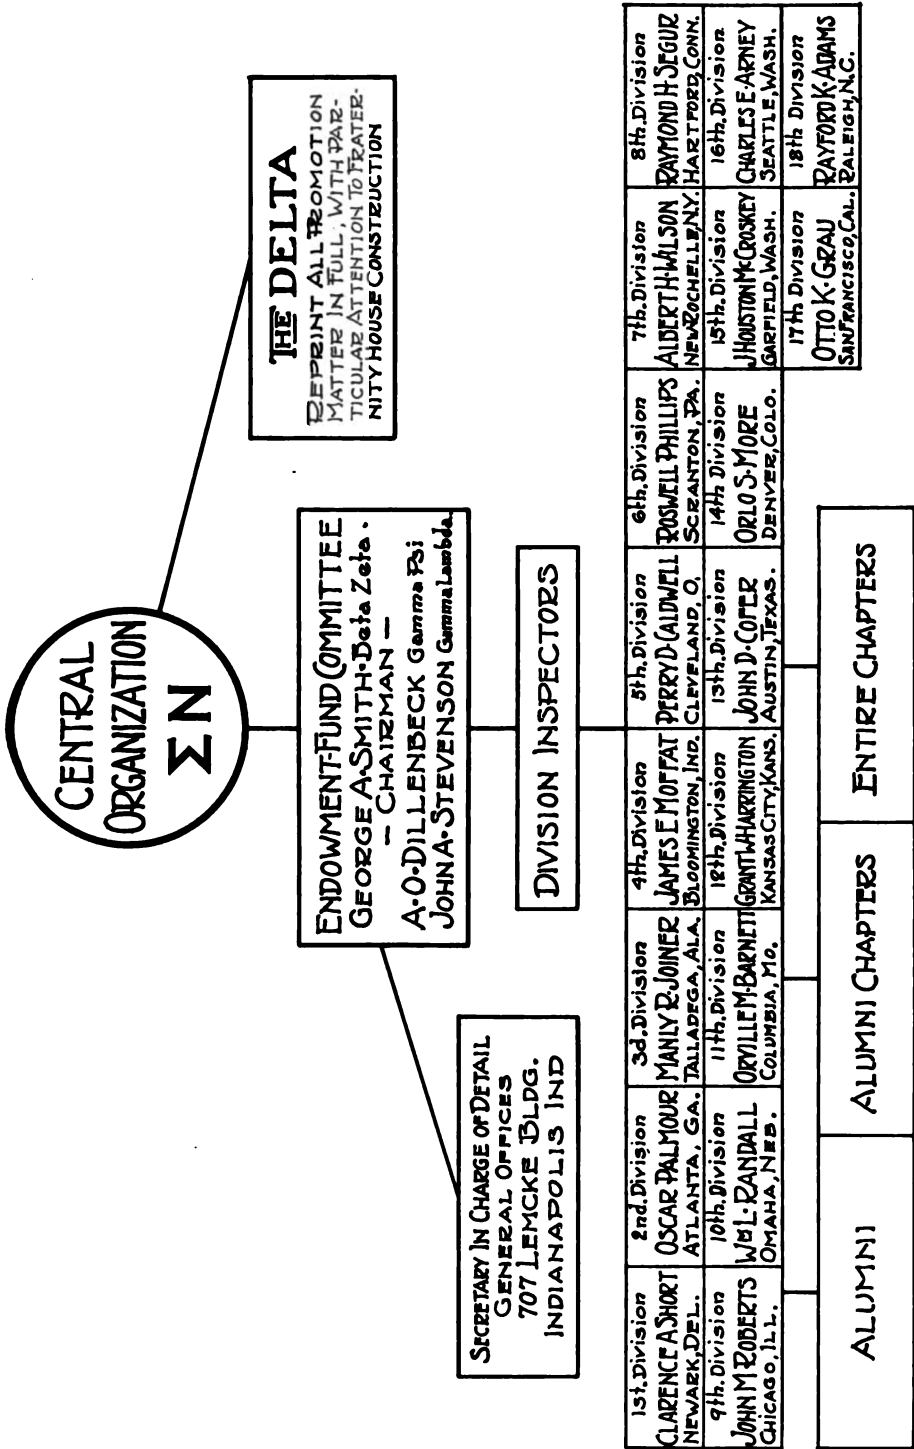 CENTRAL
ORGANIZATION
ΣΝ
THE DELTA
REPRINT ALL PROMOTION
MATTER IN FULL, WITH PAR-
TICULAR ATTENTION TO FRATER-
NITY HOUSE CONSTRUCTION
ENDOWMENT-FUND COMMITTEE
GEORGE A·SMITH·Beta Zeta·
- CHAIRMAN -
A·O·DILLENBECK Gamma Psi
JOHN A·STEVENSON Gamma Lambda
SECRETARY IN CHARGE OF DETAIL
GENERAL OFFICES
707 LEMCKE BLDG.
INDIANAPOLIS IND
DIVISION INSPECTORS
1st. Division
CLARENCE A SHORT
NEWARK, DEL.
2nd. Division
OSCAR PALMOUR
ATLANTA, GA.
3d. Division
MANLY R·JOINER
TALLADEGA, ALA.
4th. Division
JAMES E MOFFAT
BLOOMINGTON, IND.
5th. Division
PERRY D·CALDWELL
CLEVELAND, O.
6th. Division
ROSWELL PHILLIPS
SCRANTON, PA.
7th. Division
ALBERT H·WILSON
NEW ROCHELLE, N.Y.
8th. Division
RAYMOND H·SEGUR
HARTFORD, CONN.
9th. Division
JOHN M ROBERTS
CHICAGO, ILL.
10th. Division
Wm L·RANDALL
OMAHA, NEB.
11th. Division
ORVILLE M·BARNETT
COLUMBIA, MO.
12th. Division
GRANT W·HARRINGTON
KANSAS CITY, KANS.
13th. Division
JOHN D·COFER
AUSTIN, TEXAS.
14th Division
ORLO S·MORE
DENVER, COLO.
15th. Division
J HOUSTON McCROSKEY
GARFIELD, WASH.
16th. Division
CHARLES E·ARNEY
SEATTLE, WASH.
17th Division
OTTO K·GRAU
SAN FRANCISCO, CAL.
18th Division
RAYFORD K·ADAMS
RALEIGH, N.C.
ALUMNI
ALUMNI CHAPTERS
ENTIRE CHAPTERS